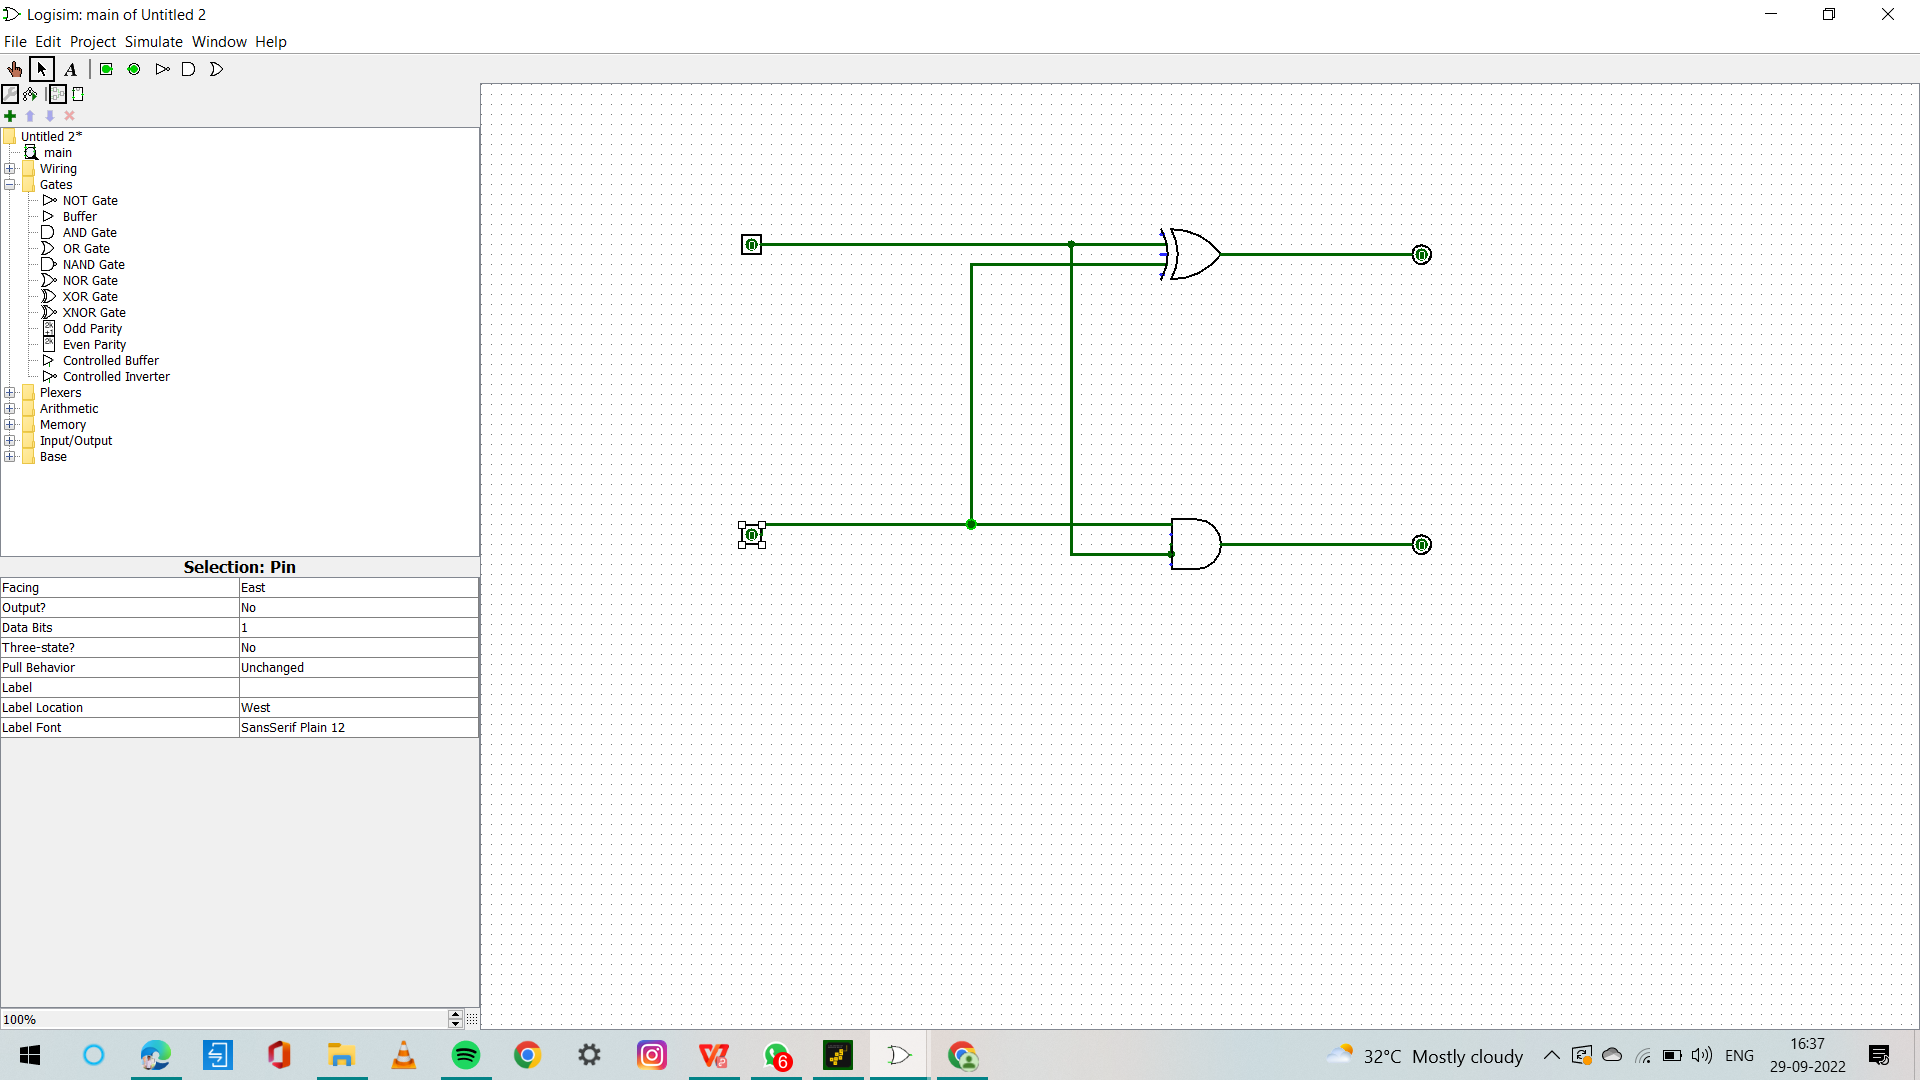 Logisim: main of Untitled 2
File Edit Project Simulate Window Help
A
Untitled 2*
main
Wiring
Gates
NOT Gate
Buffer
AND Gate
OR Gate
NAND Gate
NOR Gate
XOR Gate
XNOR Gate
Odd Parity
Even Parity
Controlled Buffer
Controlled Inverter
Plexers
Arithmetic
Memory
Input/Output
Base
Selection: Pin
Facing East
Output? No
Data Bits 1
Three-state? No
Pull Behavior Unchanged
Label
Label Location West
Label Font SansSerif Plain 12
100%
0
0
0
0
6
32°C Mostly cloudy
ENG
16:37
29-09-2022